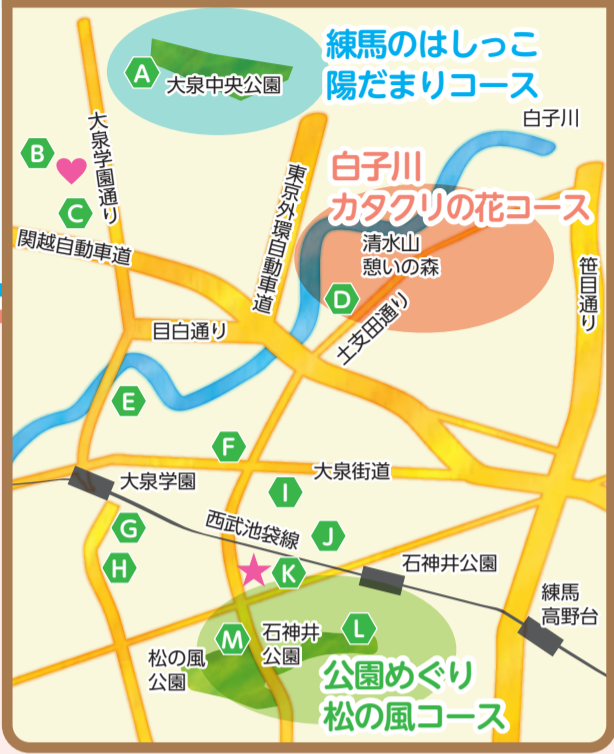 練馬のはしっこ
陽だまりコース
A
大泉中央公園
白子川
B
大泉学園通り
C
東京外環自動車道
白子川
カタクリの花コース
関越自動車道
清水山
憩いの森
笹目通り
D
目白通り
土支田通り
E
F
大泉学園
大泉街道
I
G
西武池袋線
J
H
K
石神井公園
練馬
高野台
M
石神井
公園
L
松の風
公園
公園めぐり
松の風コース